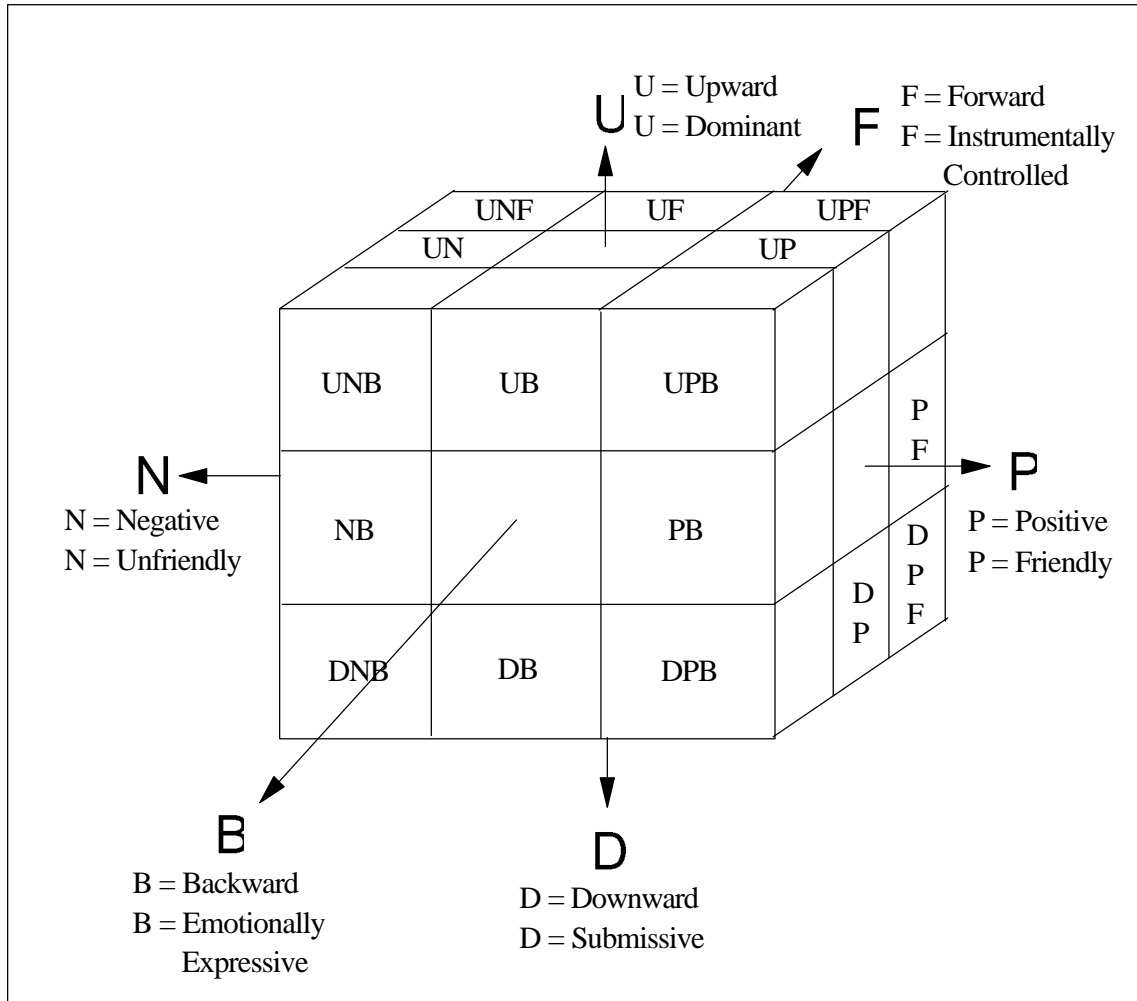 U
U = Upward
U = Dominant
F
F = Forward
F = Instrumentally
Controlled
UNF UF UPF
UN UP
UNB UB UPB
P
F
N
N = Negative
N = Unfriendly
NB PB
P
P = Positive
P = Friendly
D
P
F
D
P
DNB DB DPB
B
B = Backward
B = Emotionally
Expressive
D
D = Downward
D = Submissive